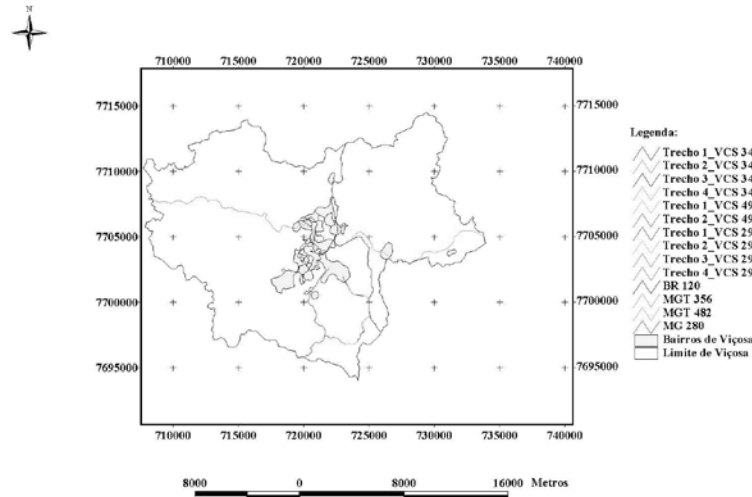 N
710000 715000 720000 725000 730000 735000 740000
7715000 7715000
7710000 7710000
7705000 7705000
7700000 7700000
7695000 7695000
710000 715000 720000 725000 730000 735000 740000
Legenda:
Trecho 1_VCS 34
Trecho 2_VCS 34
Trecho 3_VCS 34
Trecho 4_VCS 34
Trecho 1_VCS 49
Trecho 2_VCS 49
Trecho 1_VCS 29
Trecho 2_VCS 29
Trecho 3_VCS 29
Trecho 4_VCS 29
BR 120
MGT 356
MGT 482
MG 280
Bairros de Viçosa
Limite de Viçosa
8000 0 8000 16000 Metros